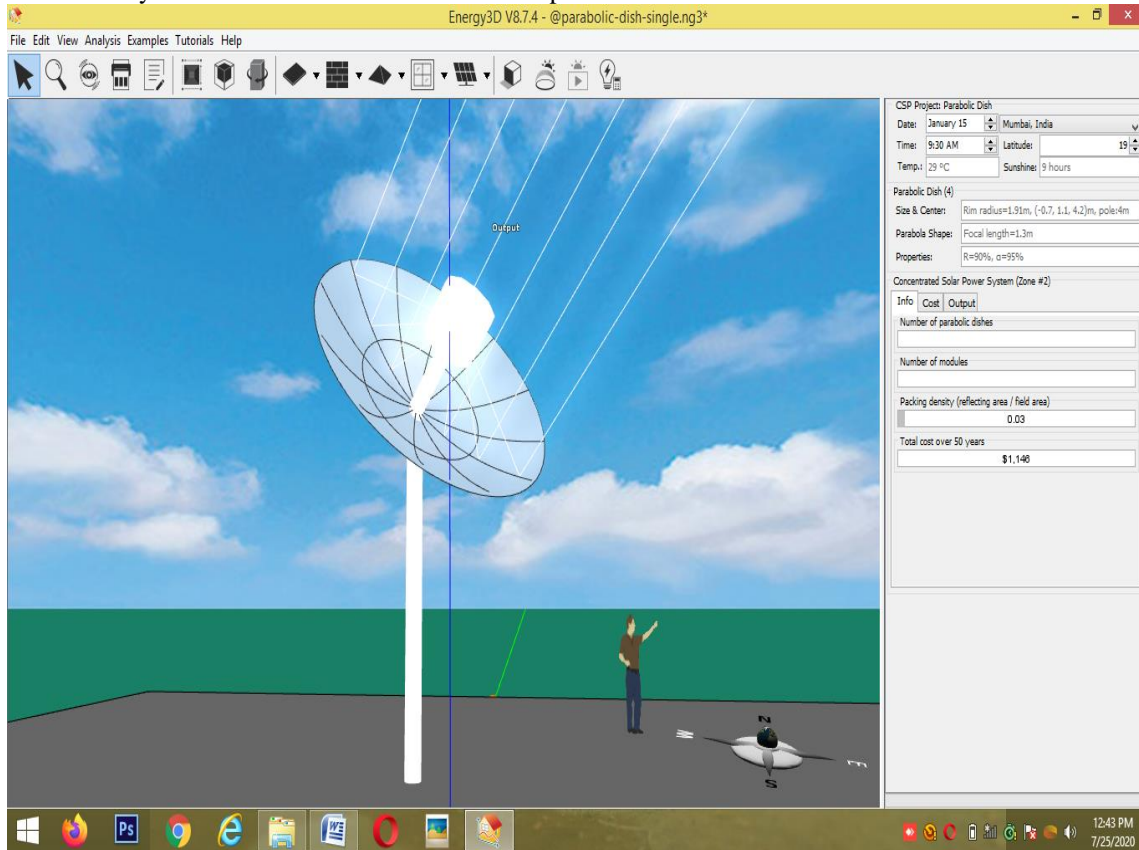 Energy3D V8.7.4 - @parabolic-dish-single.ng3*
File Edit View Analysis Examples Tutorials Help
CSP Project: Parabolic Dish
Date: January 15 Mumbai, India
Time: 9:30 AM Latitude: 19
Temp.: 29 ºC Sunshine: 9 hours
Parabolic Dish (4)
Size & Center: Rim radius=1.91m, (-0.7, 1.1, 4.2)m, pole:4m
Parabola Shape: Focal length=1.3m
Properties: R=90%, α=95%
Concentrated Solar Power System (Zone #2)
Info Cost Output
Number of parabolic dishes
Number of modules
Packing density (reflecting area / field area)
0.03
Total cost over 50 years
$1,146
Output
N
W
E
S
Ps
12:43 PM
7/25/2020